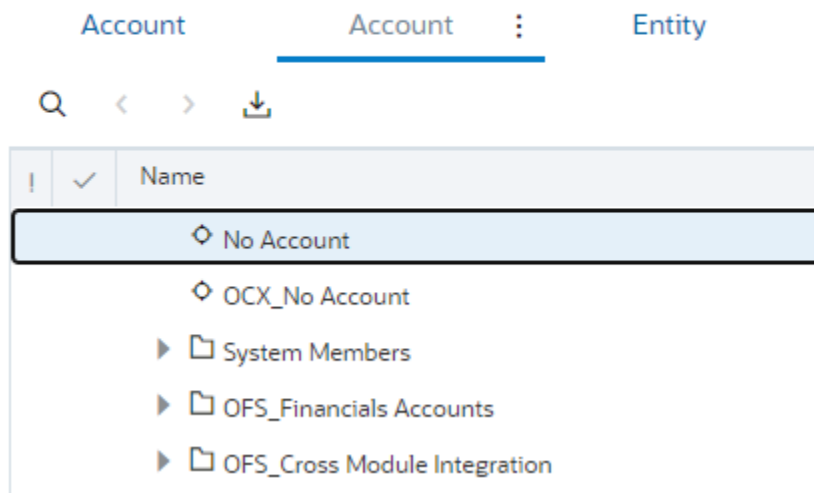 Account Account Entity
! Name
No Account
OCX_No Account
System Members
OFS_Financials Accounts
OFS_Cross Module Integration